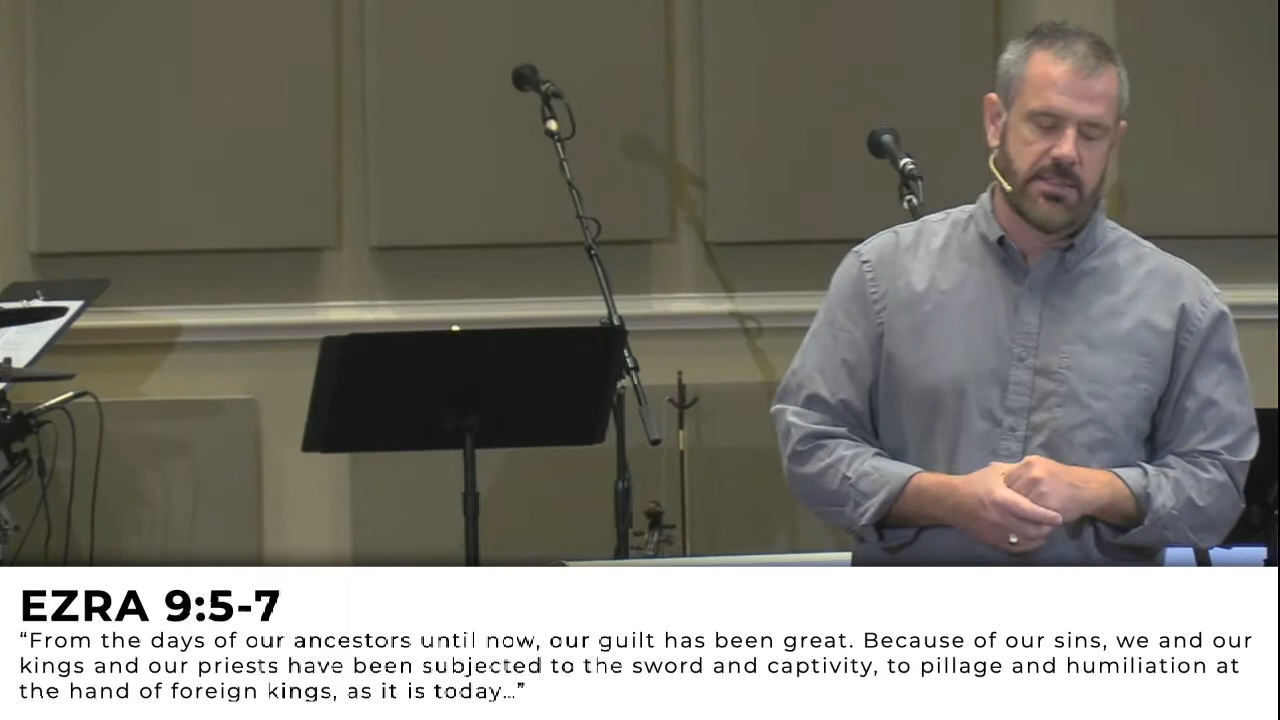 EZRA 9:5-7
“From the days of our ancestors until now, our guilt has been great. Because of our sins, we and our
kings and our priests have been subjected to the sword and captivity, to pillage and humiliation at
the hand of foreign kings, as it is today…”